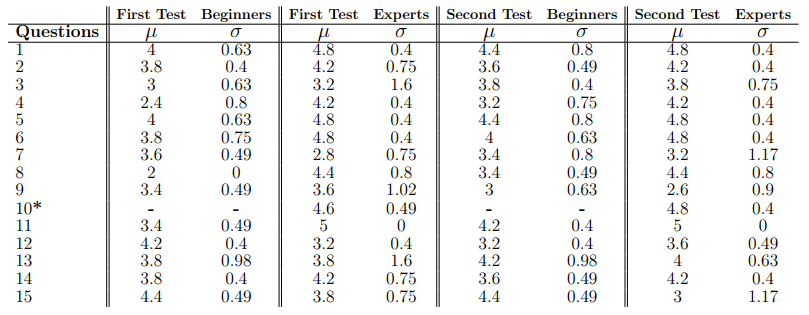 First Test Beginners First Test Experts Second Test Beginners Second Test Experts
Questions μ σ μ σ μ σ μ σ
1 4 0.63 4.8 0.4 4.4 0.8 4.8 0.4
2 3.8 0.4 4.2 0.75 3.6 0.49 4.2 0.4
3 3 0.63 3.2 1.6 3.8 0.4 3.8 0.75
4 2.4 0.8 4.2 0.4 3.2 0.75 4.2 0.4
5 4 0.63 4.8 0.4 4.4 0.8 4.8 0.4
6 3.8 0.75 4.8 0.4 4 0.63 4.8 0.4
7 3.6 0.49 2.8 0.75 3.4 0.8 3.2 1.17
8 2 0 4.4 0.8 3.4 0.49 4.4 0.8
9 3.4 0.49 3.6 1.02 3 0.63 2.6 0.9
10* - - 4.6 0.49 - - 4.8 0.4
11 3.4 0.49 5 0 4.2 0.4 5 0
12 4.2 0.4 3.2 0.4 3.2 0.4 3.6 0.49
13 3.8 0.98 3.8 1.6 4.2 0.98 4 0.63
14 3.8 0.4 4.2 0.75 3.6 0.49 4.2 0.4
15 4.4 0.49 3.8 0.75 4.4 0.49 3 1.17